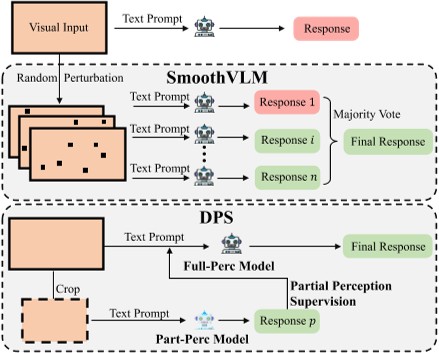 Visual Input
Text Prompt
Response
Random Perturbation
SmoothVLM
Text Prompt
Response 1
Majority Vote
Text Prompt
Response i
Final Response
Text Prompt
Response n
DPS
Text Prompt
Final Response
Full-Perc Model
Crop
Partial Perception
Supervision
Text Prompt
Response p
Part-Perc Model